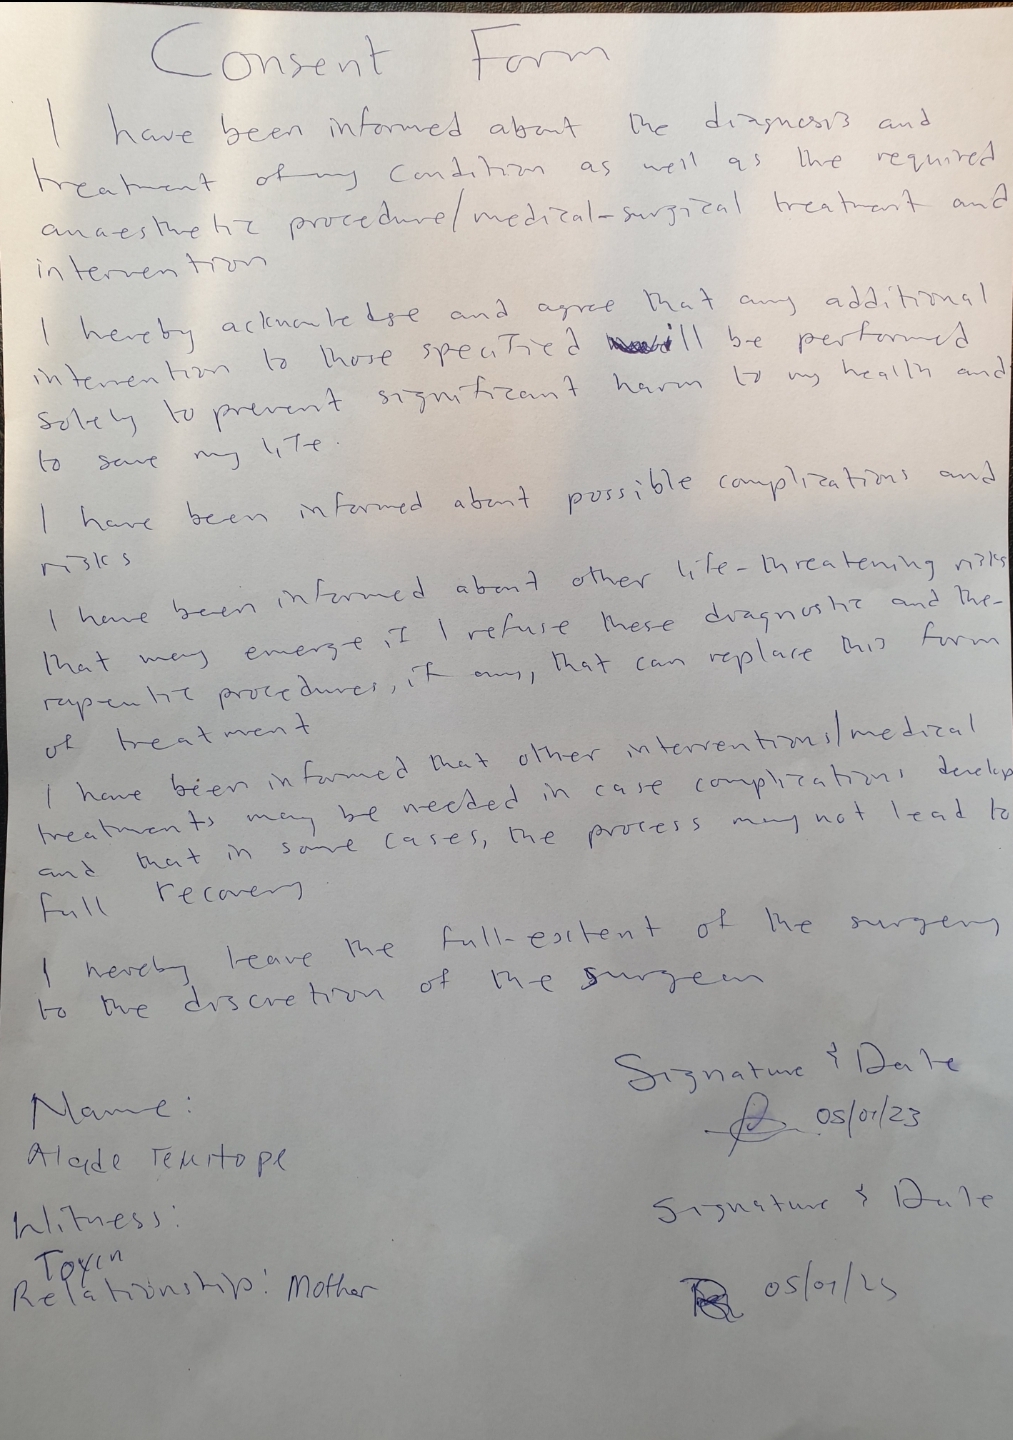 Consent Form
I have been informed about the diagnosis and
treatment of my condition as well as the required
anaesthetic procedure/medical-surgical treatment and
intervention
I hereby acknowledge and agree that any additional
intervention to those specified will be performed
solely to prevent significant harm to my health and
to save my life.
I have been informed about possible complications and
risks
I have been informed about other life-threatening risks
that may emerge if I refuse these diagnostic and the-
rapeutic procedures, if any, that can replace this form
of treatment
I have been informed that other interventions/medical
treatments may be needed in case complications develop
and that in some cases, the process may not lead to
full recovery
I hereby leave the full-extent of the surgery
to the discretion of the surgeon
Signature & Date
Name:
05/01/23
Alade Temitope
Signature & Date
Witness:
Toyin
Relationship: Mother
05/01/23